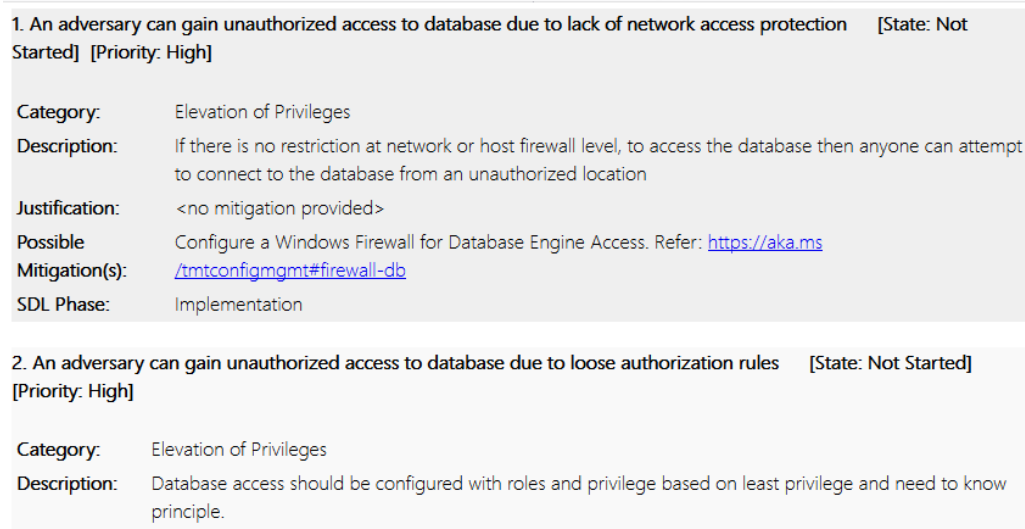 1. An adversary can gain unauthorized access to database due to lack of network access protection [State: Not
Started] [Priority: High]
Category: Elevation of Privileges
Description: If there is no restriction at network or host firewall level, to access the database then anyone can attempt
to connect to the database from an unauthorized location
Justification: <no mitigation provided>
Possible Configure a Windows Firewall for Database Engine Access. Refer: https://aka.ms
Mitigation(s): /tmtconfigmgmt#firewall-db
SDL Phase: Implementation
2. An adversary can gain unauthorized access to database due to loose authorization rules [State: Not Started]
[Priority: High]
Category: Elevation of Privileges
Description: Database access should be configured with roles and privilege based on least privilege and need to know
principle.